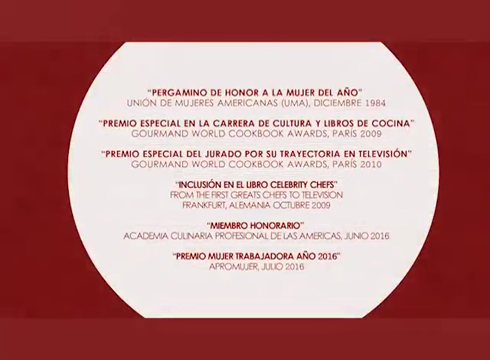 "PERGAMINO DE HONOR A LA MUJER DEL AÑO"
UNIÓN DE MUJERES AMERICANAS (UMA), DICIEMBRE 1984
"PREMIO ESPECIAL EN LA CARRERA DE CULTURA Y LIBROS DE COCINA"
GOURMAND WORLD COOKBOOK AWARDS, PARÍS 2009
"PREMIO ESPECIAL DEL JURADO POR SU TRAYECTORIA EN TELEVISIÓN"
GOURMAND WORLD COOKBOOK AWARDS, PARÍS 2010
"INCLUSIÓN EN EL LIBRO CELEBRITY CHEFS"
FROM THE FIRST GREATS CHEFS TO TELEVISION
FRANKFURT, ALEMANIA OCTUBRE 2009
"MIEMBRO HONORARIO"
ACADEMIA CULINARIA PROFESIONAL DE LAS AMERICAS, JUNIO 2016
"PREMIO MUJER TRABAJADORA AÑO 2016"
APROMUJER, JULIO 2016